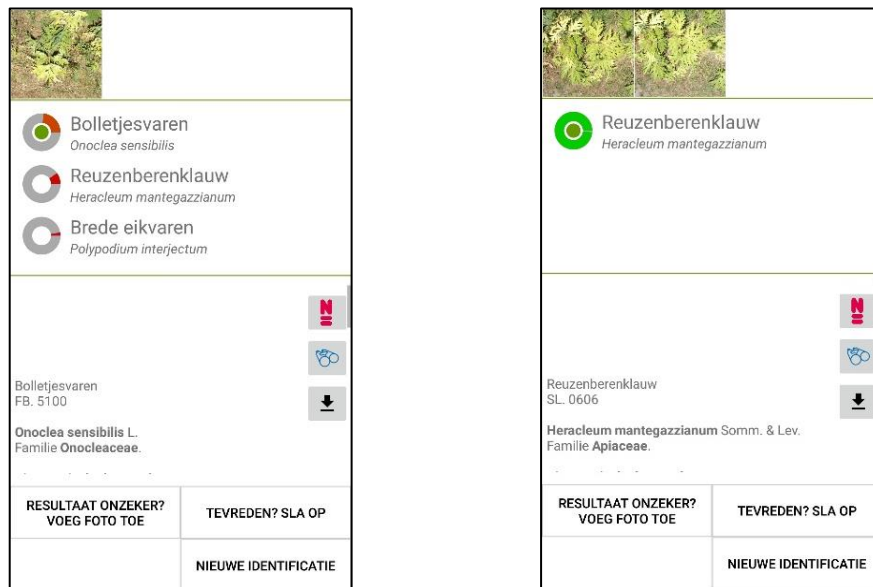 Bolletjesvaren
Onoclea sensibilis
Reuzenberenklauw
Heracleum mantegazzianum
Brede eikvaren
Polypodium interjectum
N
Bolletjesvaren
FB. 5100
Onoclea sensibilis L.
Familie Onocleaceae.
RESULTAAT ONZEKER?
VOEG FOTO TOE
TEVREDEN? SLA OP
NIEUWE IDENTIFICATIE
Reuzenberenklauw
Heracleum mantegazzianum
N
Reuzenberenklauw
SL. 0606
Heracleum mantegazzianum Somm. & Lev.
Familie Apiaceae.
RESULTAAT ONZEKER?
VOEG FOTO TOE
TEVREDEN? SLA OP
NIEUWE IDENTIFICATIE